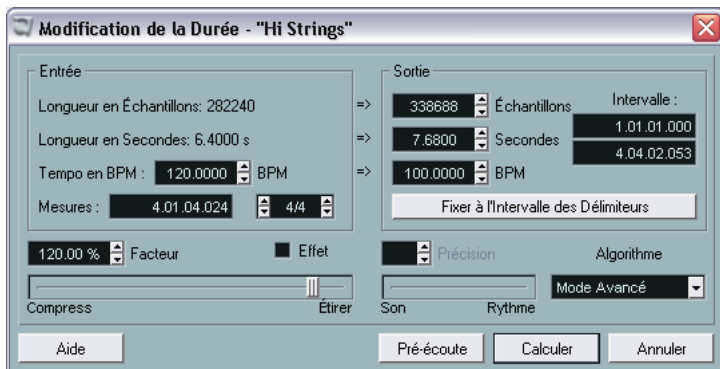 Modification de la Durée - "Hi Strings"
Entrée
Longueur en Échantillons: 282240 =>
Longueur en Secondes: 6.4000 s =>
Tempo en BPM : 120.0000 BPM =>
Mesures : 4.01.04.024 4/4
Sortie
338688 Échantillons
7.6800 Secondes
100.0000 BPM
Intervalle :
1.01.01.000
4.04.02.053
Fixer à l'Intervalle des Délimiteurs
120.00 % Facteur
Effet
Compress Étirer
Précision
Son Rythme
Algorithme
Mode Avancé
Aide Pré-écoute Calculer Annuler